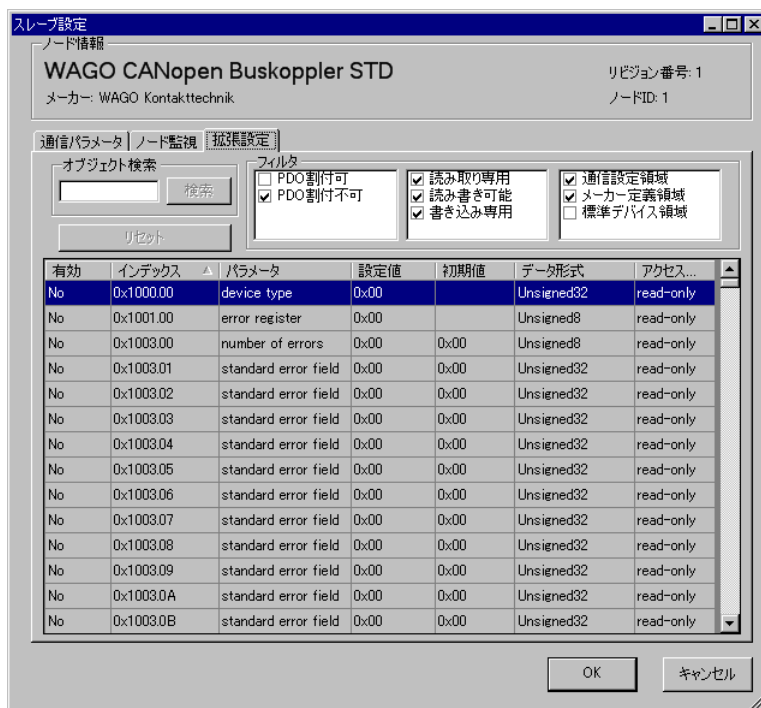 スレーブ設定
ノード情報
WAGO CANopen Buskoppler STD
リビジョン番号: 1
メーカー: WAGO Kontakttechnik
ノードID: 1
通信パラメータ ノード監視 拡張設定
オブジェクト検索
検索
リセット
フィルタ
PDO割付可
PDO割付不可
読み取り専用
読み書き可能
書き込み専用
通信設定領域
メーカー定義領域
標準デバイス領域
有効 インデックス パラメータ 設定値 初期値 データ形式 アクセス...
No 0x1000.00 device type 0x00 Unsigned32 read-only
No 0x1001.00 error register 0x00 Unsigned8 read-only
No 0x1003.00 number of errors 0x00 0x00 Unsigned8 read-only
No 0x1003.01 standard error field 0x00 0x00 Unsigned32 read-only
No 0x1003.02 standard error field 0x00 0x00 Unsigned32 read-only
No 0x1003.03 standard error field 0x00 0x00 Unsigned32 read-only
No 0x1003.04 standard error field 0x00 0x00 Unsigned32 read-only
No 0x1003.05 standard error field 0x00 0x00 Unsigned32 read-only
No 0x1003.06 standard error field 0x00 0x00 Unsigned32 read-only
No 0x1003.07 standard error field 0x00 0x00 Unsigned32 read-only
No 0x1003.08 standard error field 0x00 0x00 Unsigned32 read-only
No 0x1003.09 standard error field 0x00 0x00 Unsigned32 read-only
No 0x1003.0A standard error field 0x00 0x00 Unsigned32 read-only
No 0x1003.0B standard error field 0x00 0x00 Unsigned32 read-only
OK キャンセル